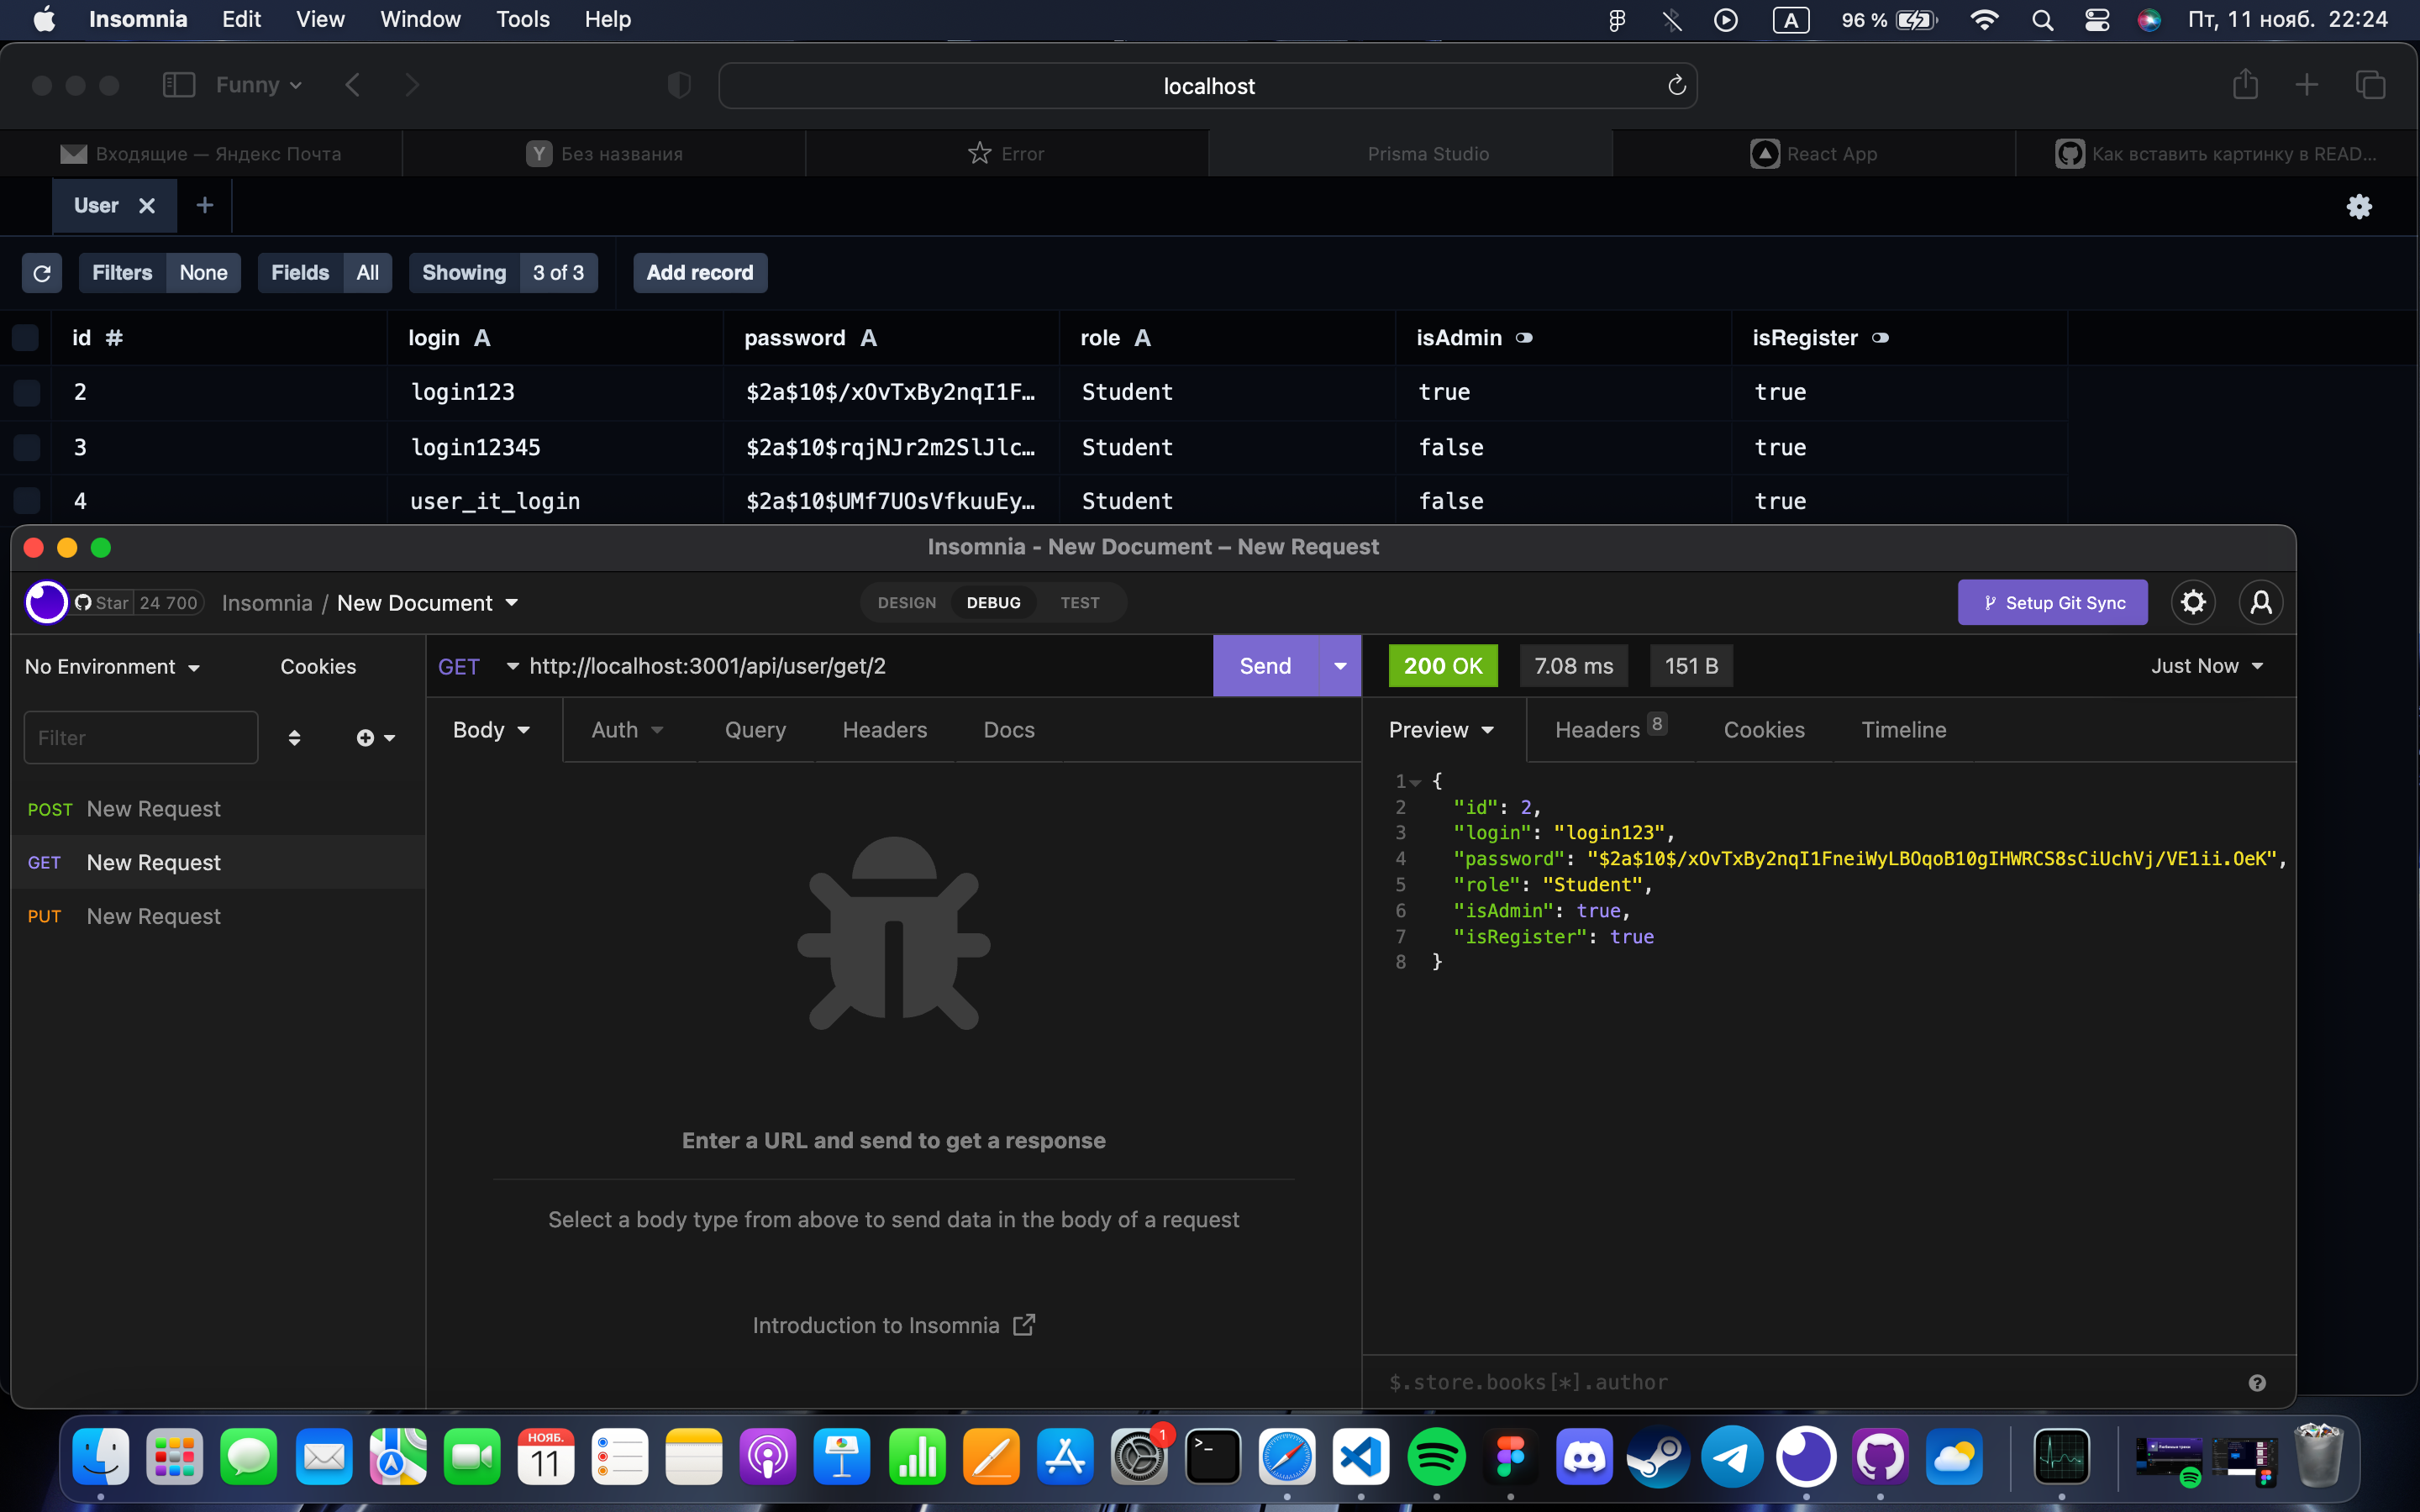 Insomnia Edit View Window Tools Help A 96 % Пт, 11 нояб. 22:24
Funny localhost
Входящие — Яндекс Почта Y Без названия Error Prisma Studio React App Как вставить картинку в READ...
User
Filters None Fields All Showing 3 of 3 Add record
id # login A password A role A isAdmin isRegister
2 login123 $2a$10$/xOvTxBy2nqI1F… Student true true
3 login12345 $2a$10$rqjNJr2m2SlJlc… Student false true
4 user_it_login $2a$10$UMf7UOsVfkuuEy… Student false true
Insomnia - New Document – New Request
Star 24 700 Insomnia / New Document DESIGN DEBUG TEST Setup Git Sync
No Environment Cookies GET http://localhost:3001/api/user/get/2 Send 200 OK 7.08 ms 151 B Just Now
Filter Body Auth Query Headers Docs Preview Headers 8 Cookies Timeline
POST New Request
GET New Request
PUT New Request
1 {
2 "id": 2,
3 "login": "login123",
4 "password": "$2a$10$/xOvTxBy2nqI1FneiWyLBOqoB10gIHWRCS8sCiUchVj/VE1ii.OeK",
5 "role": "Student",
6 "isAdmin": true,
7 "isRegister": true
8 }
Enter a URL and send to get a response
Select a body type from above to send data in the body of a request
Introduction to Insomnia
$.store.books[*].author
НОЯБ.
11
1